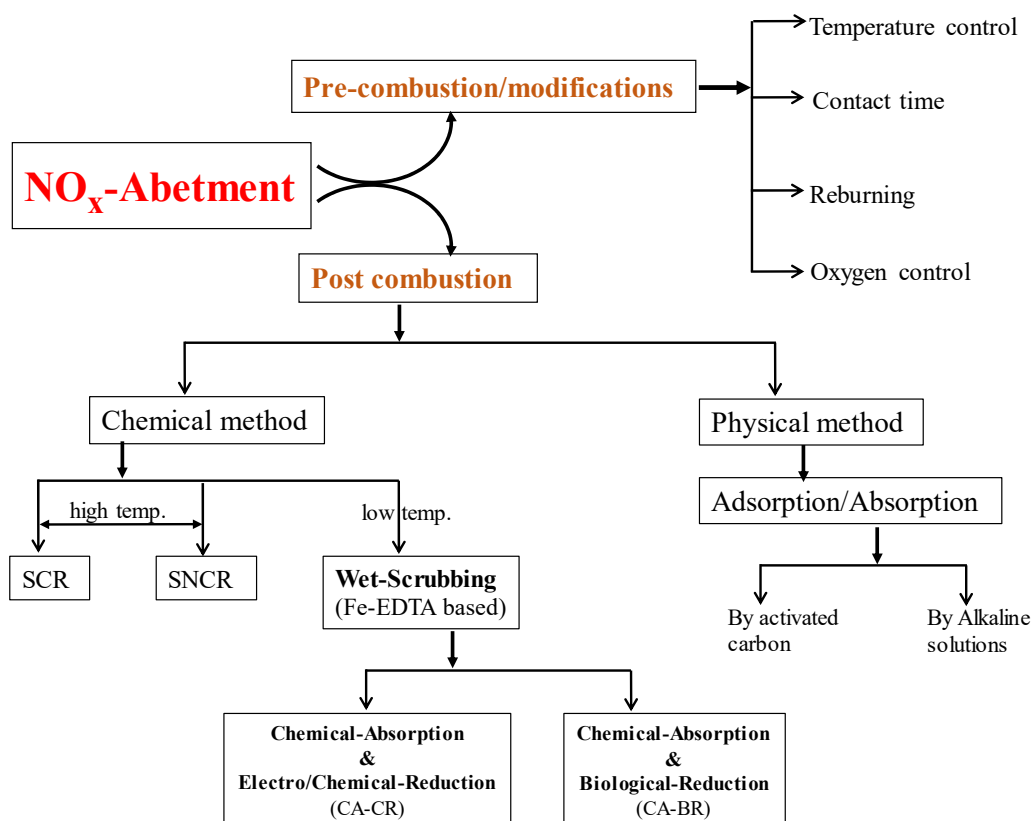 Temperature control
Pre-combustion/modifications
Contact time
NOx-Abetment
Reburning
Post combustion
Oxygen control
Chemical method
Physical method
high temp.
low temp.
Adsorption/Absorption
SCR
SNCR
Wet-Scrubbing
(Fe-EDTA based)
By activated
carbon
By Alkaline
solutions
Chemical-Absorption
&
Electro/Chemical-Reduction
(CA-CR)
Chemical-Absorption
&
Biological-Reduction
(CA-BR)